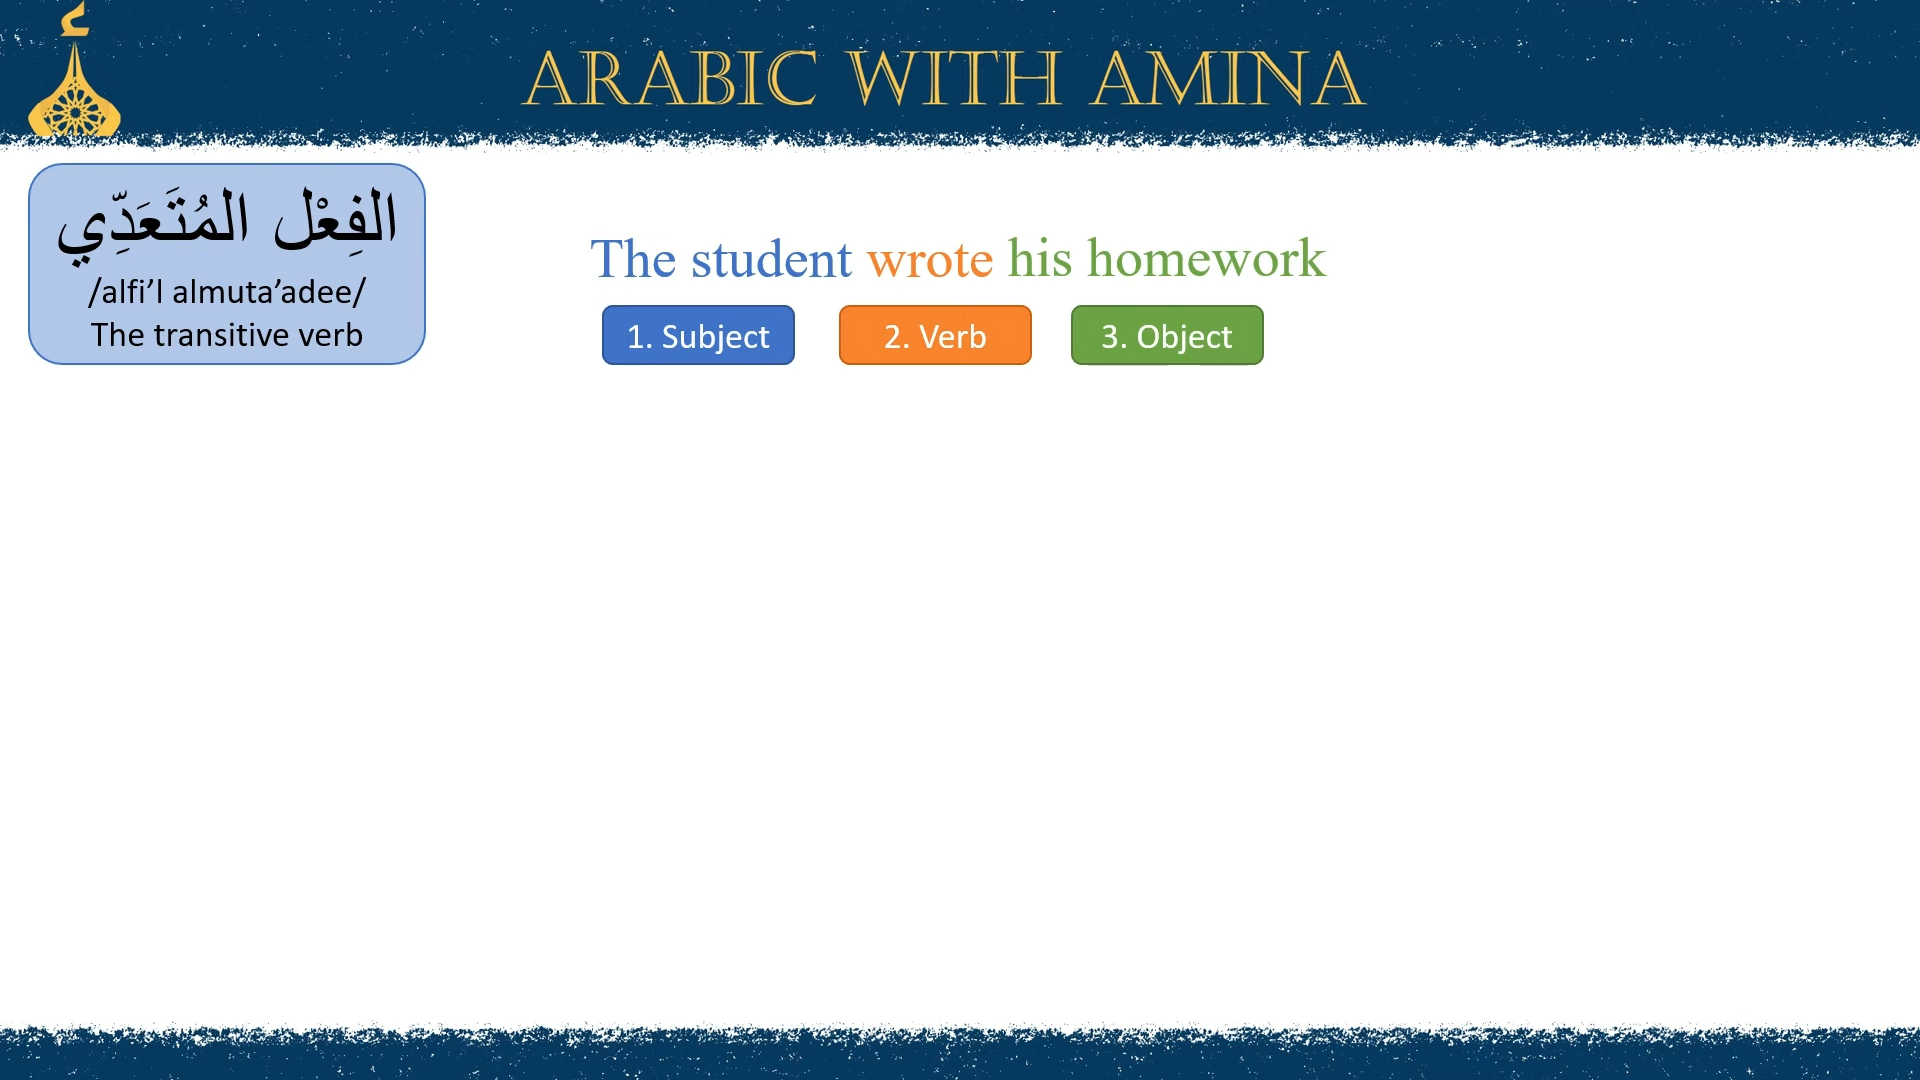 ARABIC WITH AMINA
الفِعْل المُتَعَدِّي
/alfi’l almuta’adee/
The transitive verb
The student wrote his homework
1. Subject 2. Verb 3. Object